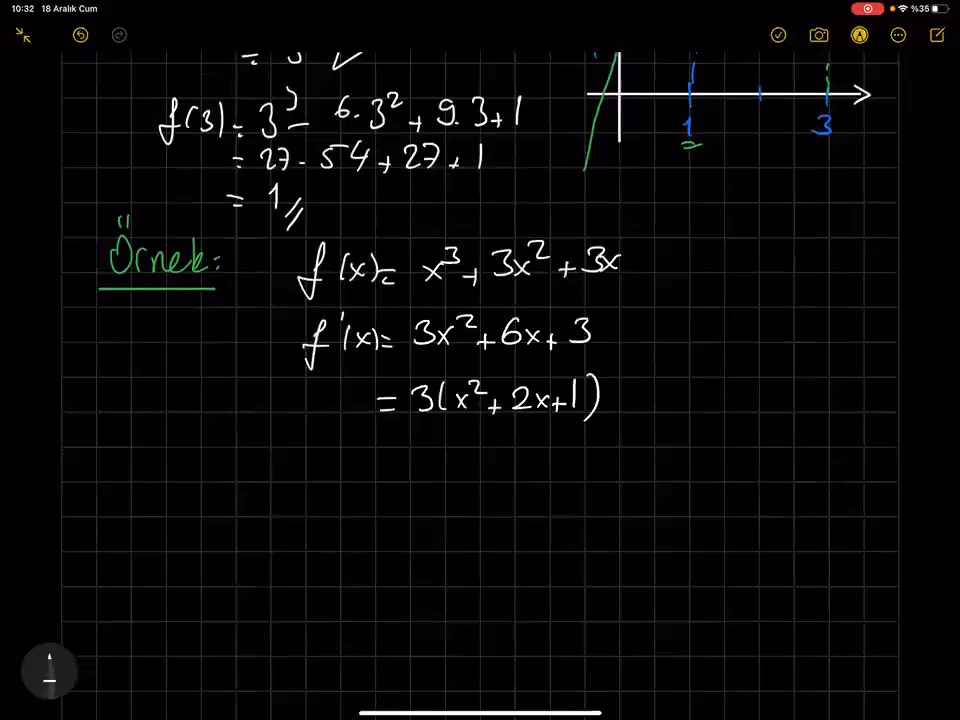 10:32 18 Aralık Cum %35
f(3) = 3³ - 6.3² + 9.3 + 1
= 27 - 54 + 27 + 1
= 1 //
1 3
Örnek: f(x) = x³ + 3x² + 3x
f'(x) = 3x² + 6x + 3
= 3(x² + 2x + 1)